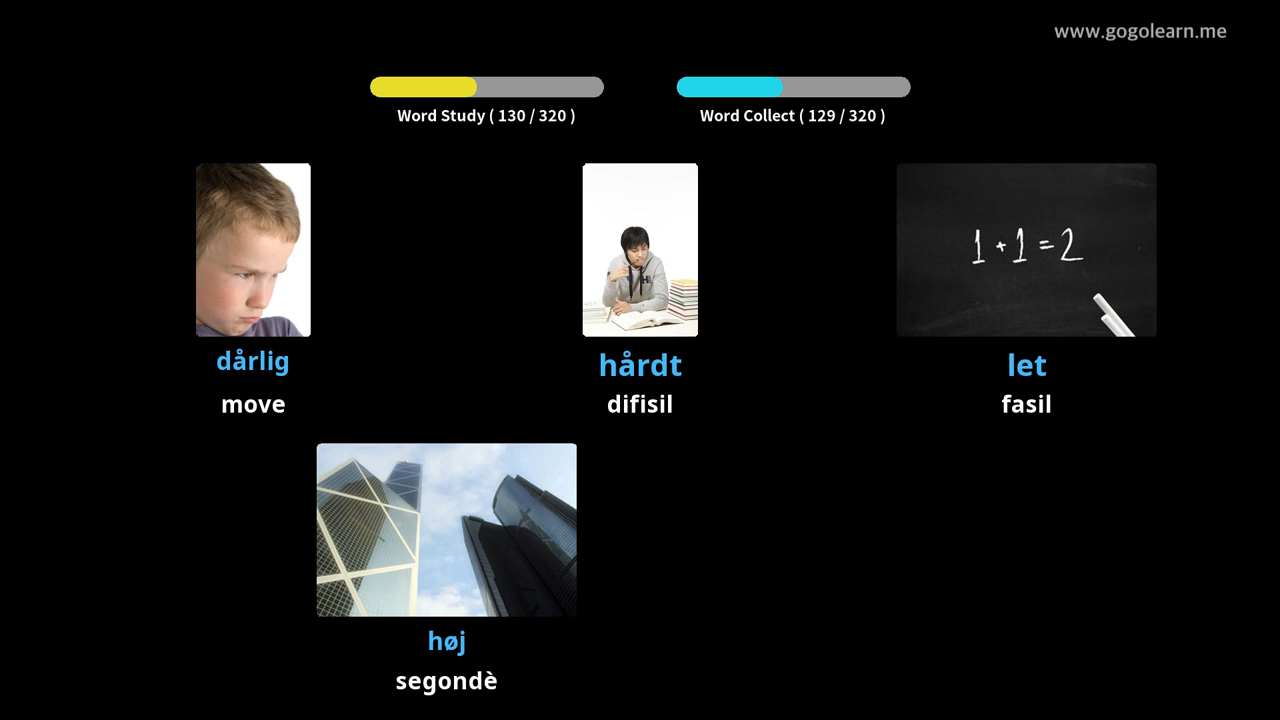 www.gogolearn.me
Word Study ( 130 / 320 )
Word Collect ( 129 / 320 )
1 + 1 = 2
dårlig
move
hårdt
difisil
let
fasil
høj
segondè